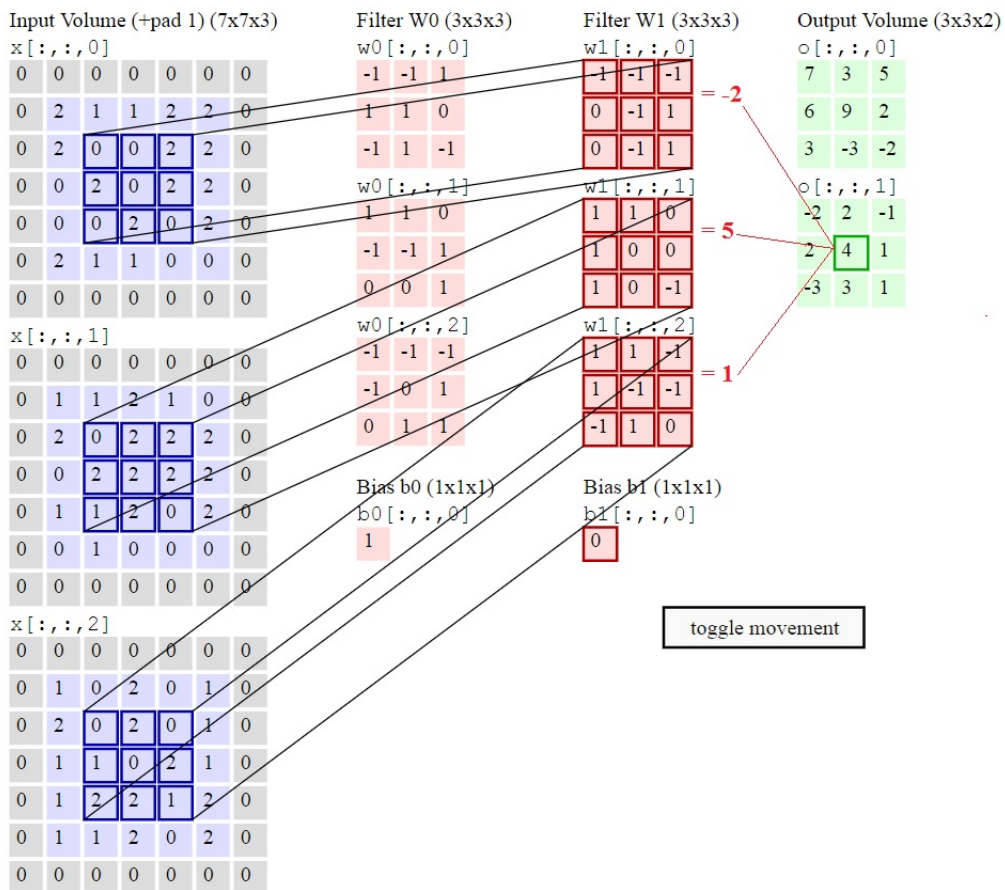 Input Volume (+pad 1) (7x7x3)
x[:,:,0]
0 0 0 0 0 0 0
0 2 1 1 2 2 0
0 2 0 0 2 2 0
0 0 2 0 2 2 0
0 0 0 2 0 2 0
0 2 1 1 0 0 0
0 0 0 0 0 0 0
x[:,:,1]
0 0 0 0 0 0 0
0 1 1 2 1 0 0
0 2 0 2 2 2 0
0 0 2 2 2 2 0
0 1 1 2 0 2 0
0 0 1 0 0 0 0
0 0 0 0 0 0 0
x[:,:,2]
0 0 0 0 0 0 0
0 1 0 2 0 1 0
0 2 0 2 0 1 0
0 1 1 0 2 1 0
0 1 2 2 1 2 0
0 1 1 2 0 2 0
0 0 0 0 0 0 0
Filter W0 (3x3x3)
w0[:,:,0]
-1 -1 1
1 1 0
-1 1 -1
w0[:,:,1]
1 1 0
-1 -1 1
0 0 1
w0[:,:,2]
-1 -1 -1
-1 0 1
0 1 1
Bias b0 (1x1x1)
b0[:,:,0]
1
Filter W1 (3x3x3)
w1[:,:,0]
-1 -1 -1
0 -1 1
0 -1 1
= -2
w1[:,:,1]
1 1 0
1 0 0
1 0 -1
= 5
w1[:,:,2]
1 1 -1
1 -1 -1
-1 1 0
= 1
Bias b1 (1x1x1)
b1[:,:,0]
0
Output Volume (3x3x2)
o[:,:,0]
7 3 5
6 9 2
3 -3 -2
o[:,:,1]
-2 2 -1
2 4 1
-3 3 1
toggle movement